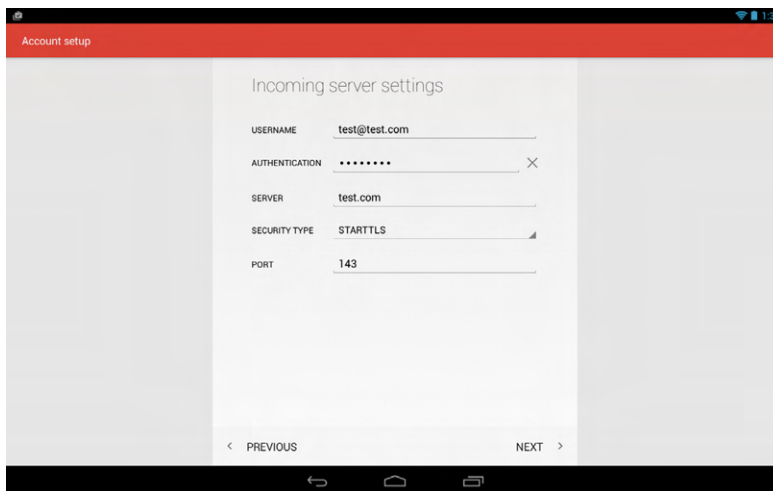 Account setup
Incoming server settings
USERNAME test@test.com
AUTHENTICATION ••••••••
SERVER test.com
SECURITY TYPE STARTTLS
PORT 143
PREVIOUS NEXT